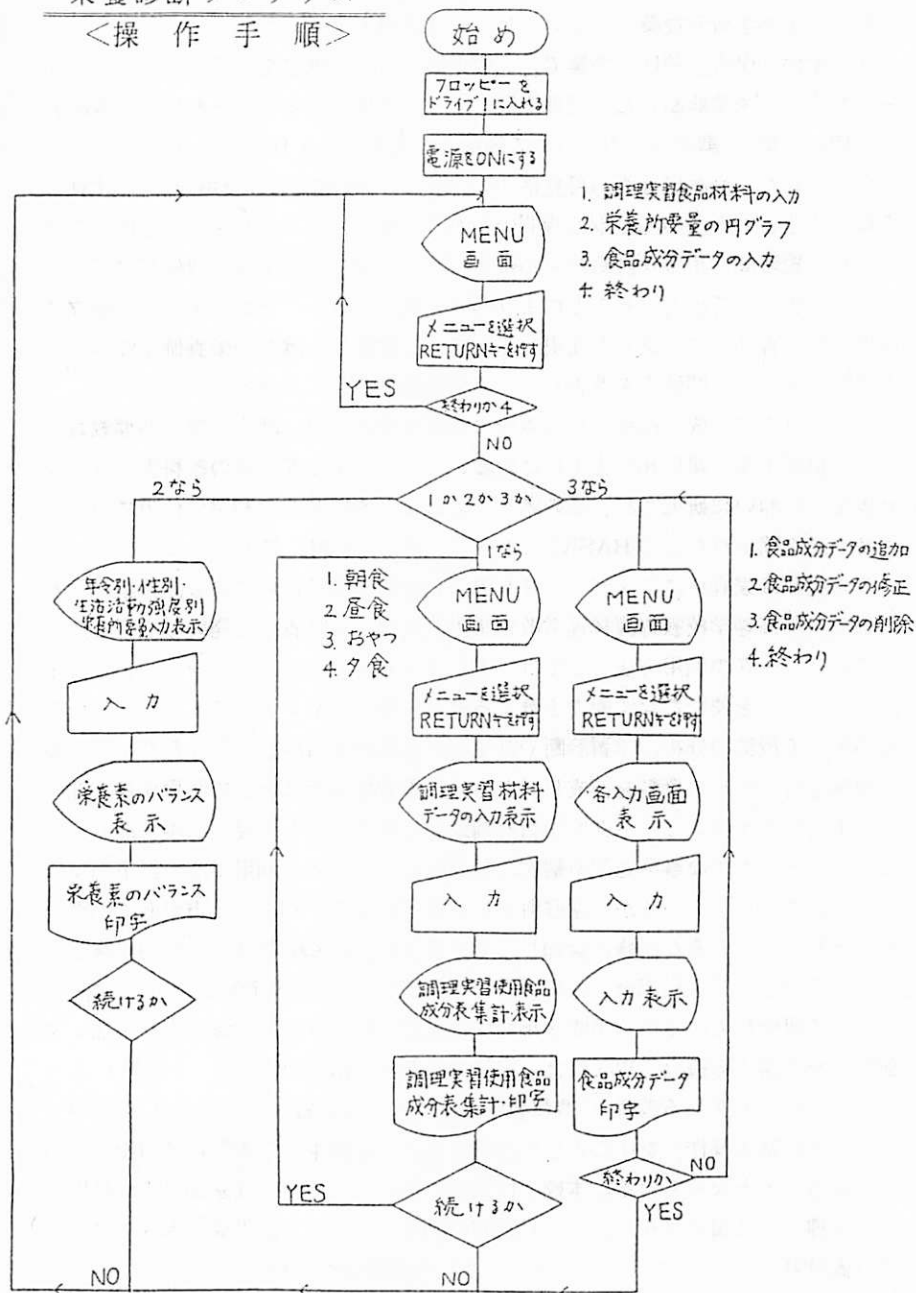 <操作手順>
始め
フロッピーを
ドライブ1に入れる
電源をONにする
MENU
画面
1. 調理実習食品材料の入力
2. 栄養所要量の円グラフ
3. 食品成分データの入力
4. 終わり
メニューを選択
RETURNキーを押す
YES
終わりか4
NO
2なら
1か2か3か
3なら
1なら
年令別・性別・
生活活動の強度別
栄養所要量入力表示
入力
栄養素のバランス
表示
栄養素のバランス
印字
続けるか
NO
1. 朝食
2. 昼食
3. おやつ
4. 夕食
MENU
画面
メニューを選択
RETURNキーを押す
調理実習材料
データの入力表示
入力
調理実習使用食品
成分表集計・表示
調理実習使用食品
成分表集計・印字
YES
続けるか
NO
MENU
画面
1. 食品成分データの追加
2. 食品成分データの修正
3. 食品成分データの削除
4. 終わり
メニューを選択
RETURNキーを押す
各入力画面
表示
入力
入力表示
食品成分データ
印字
終わりか
NO
YES